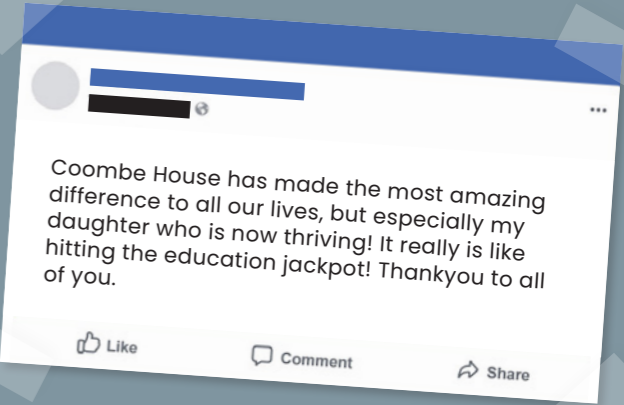 Coombe House has made the most amazing
difference to all our lives, but especially my
daughter who is now thriving! It really is like
hitting the education jackpot! Thankyou to all
of you.
Like Comment Share